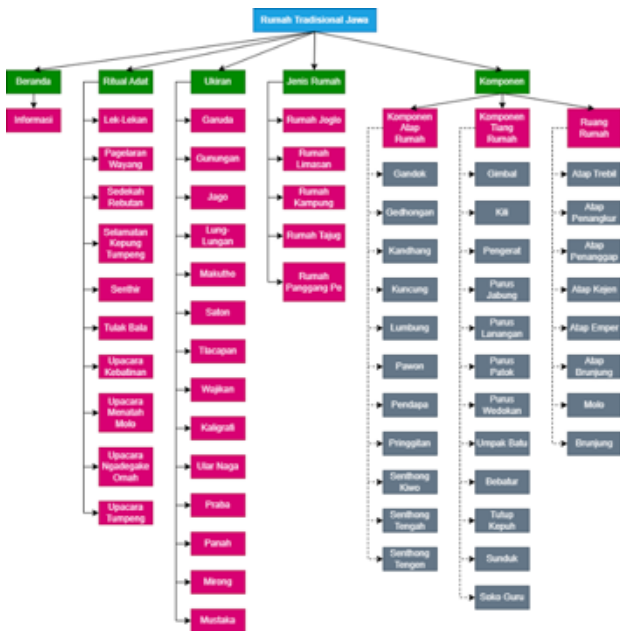 Rumah Tradisional Jawa
Beranda
Ritual Adat
Ukiran
Jenis Rumah
Komponen
Informasi
Lek-Lekan
Pagelaran
Wayang
Sedekah
Rebutan
Selamatan
Kepung
Tumpeng
Senthir
Tulak Bala
Upacara
Kebatinan
Upacara
Menatah
Molo
Upacara
Ngadegake
Omah
Upacara
Tumpeng
Garuda
Gunungan
Jago
Lung-
Lungan
Makutho
Saton
Tlacapan
Wajikan
Kaligrafi
Ular Naga
Praba
Panah
Mirong
Mustaka
Rumah Joglo
Rumah
Limasan
Rumah
Kampung
Rumah Tajug
Rumah
Panggang Pe
Komponen
Atap
Rumah
Gandok
Gedhongan
Kandhang
Kuncung
Lumbung
Pawon
Pendapa
Pringgitan
Senthong
Kiwo
Senthong
Tengah
Senthong
Tengen
Komponen
Tiang
Rumah
Gimbal
Kili
Pengerat
Purus
Jabung
Purus
Lanangan
Purus
Patok
Purus
Wedokan
Umpak Batu
Bebatur
Tutup
Kepuh
Sunduk
Soko Guru
Ruang
Rumah
Atap Trebil
Atap
Penangkur
Atap
Penanggap
Atap Kejen
Atap Emper
Atap
Brunjung
Molo
Brunjung